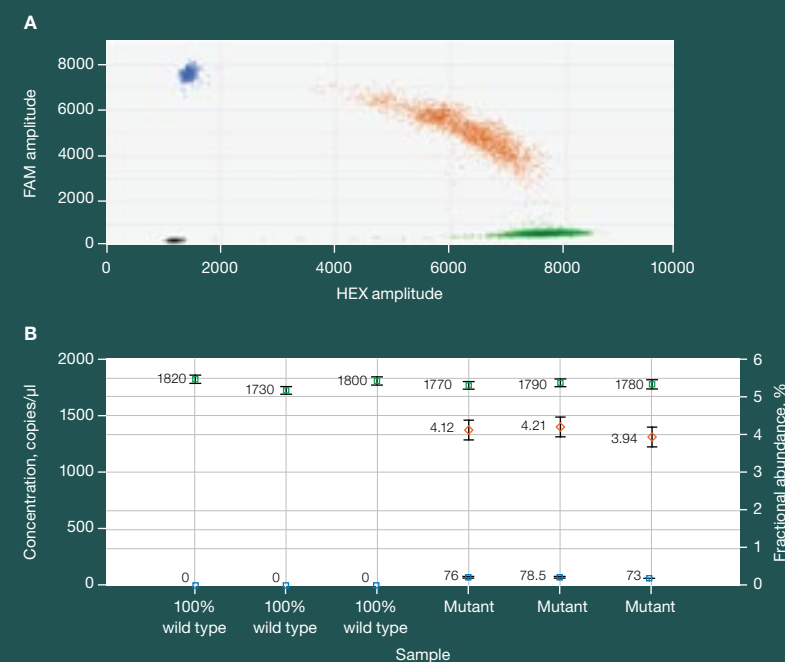 A
FAM amplitude
8000
6000
4000
2000
0
0 2000 4000 6000 8000 10000
HEX amplitude
B
Concentration, copies/µl
2000
1500
1000
500
0
1820 1730 1800 1770 1790 1780
4.12 4.21 3.94
0 0 0 76 78.5 73
6
5
4
3
2
1
0
Fractional abundance, %
100% 100% 100% Mutant Mutant Mutant
wild type wild type wild type
Sample